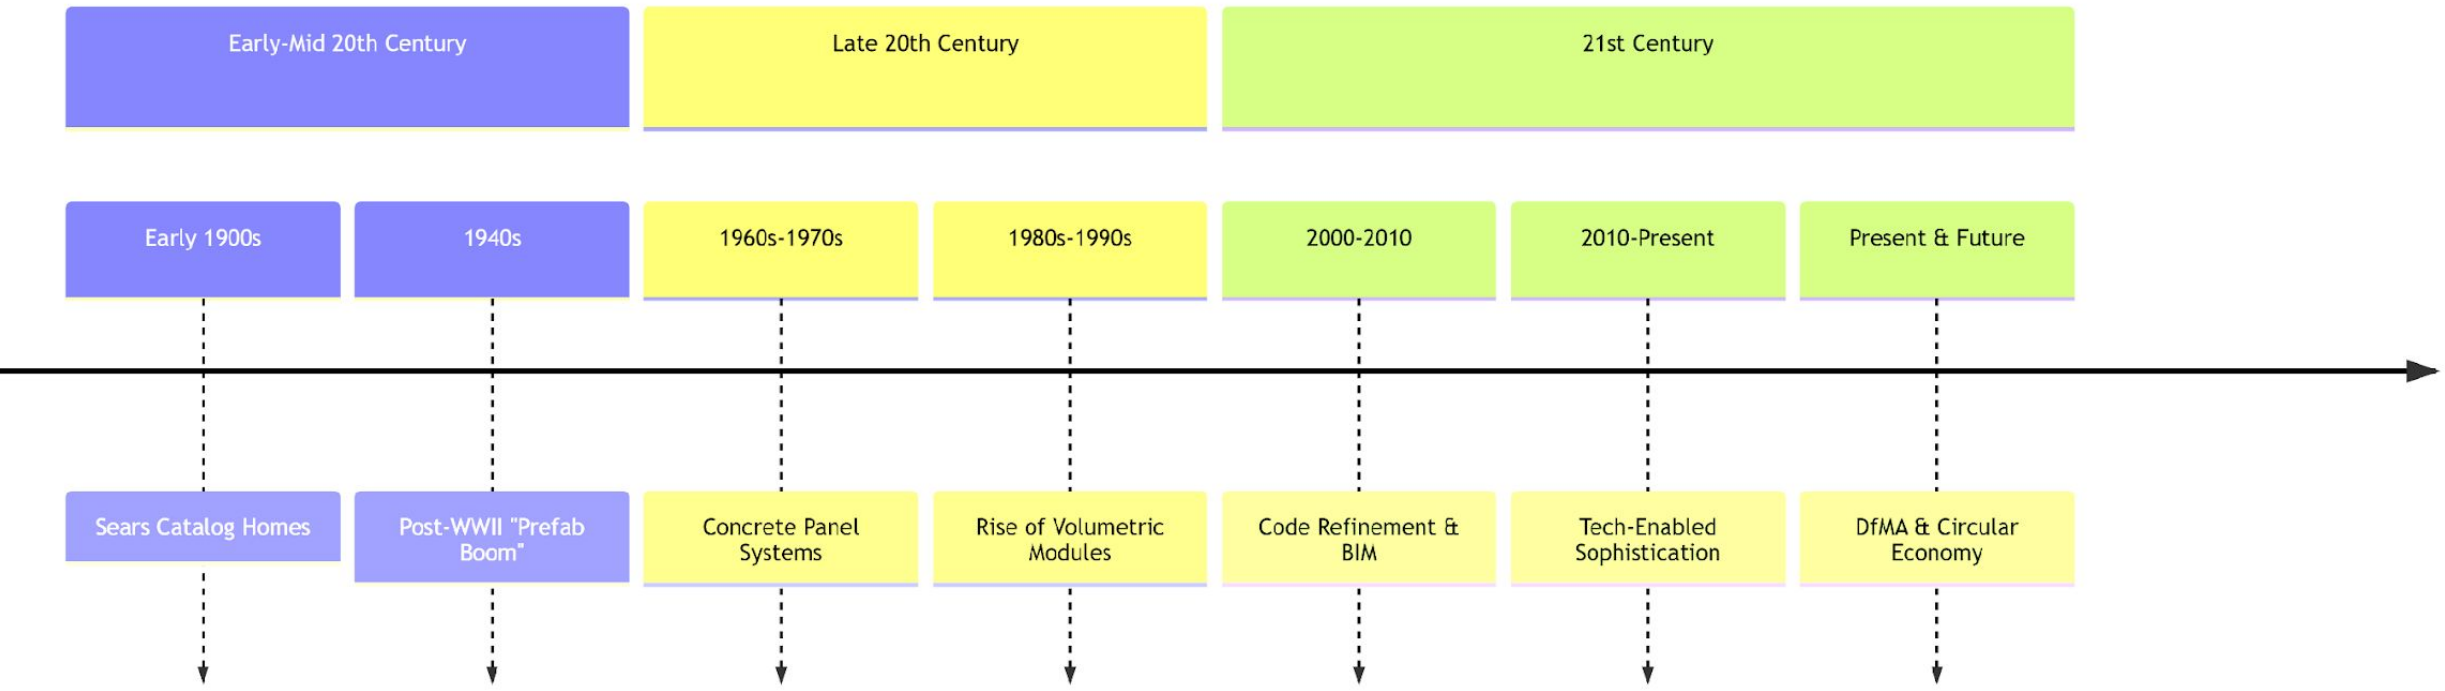 Early-Mid 20th Century
Late 20th Century
21st Century
Early 1900s
1940s
1960s-1970s
1980s-1990s
2000-2010
2010-Present
Present & Future
Sears Catalog Homes
Post-WWII "Prefab
Boom"
Concrete Panel
Systems
Rise of Volumetric
Modules
Code Refinement &
BIM
Tech-Enabled
Sophistication
DfMA & Circular
Economy